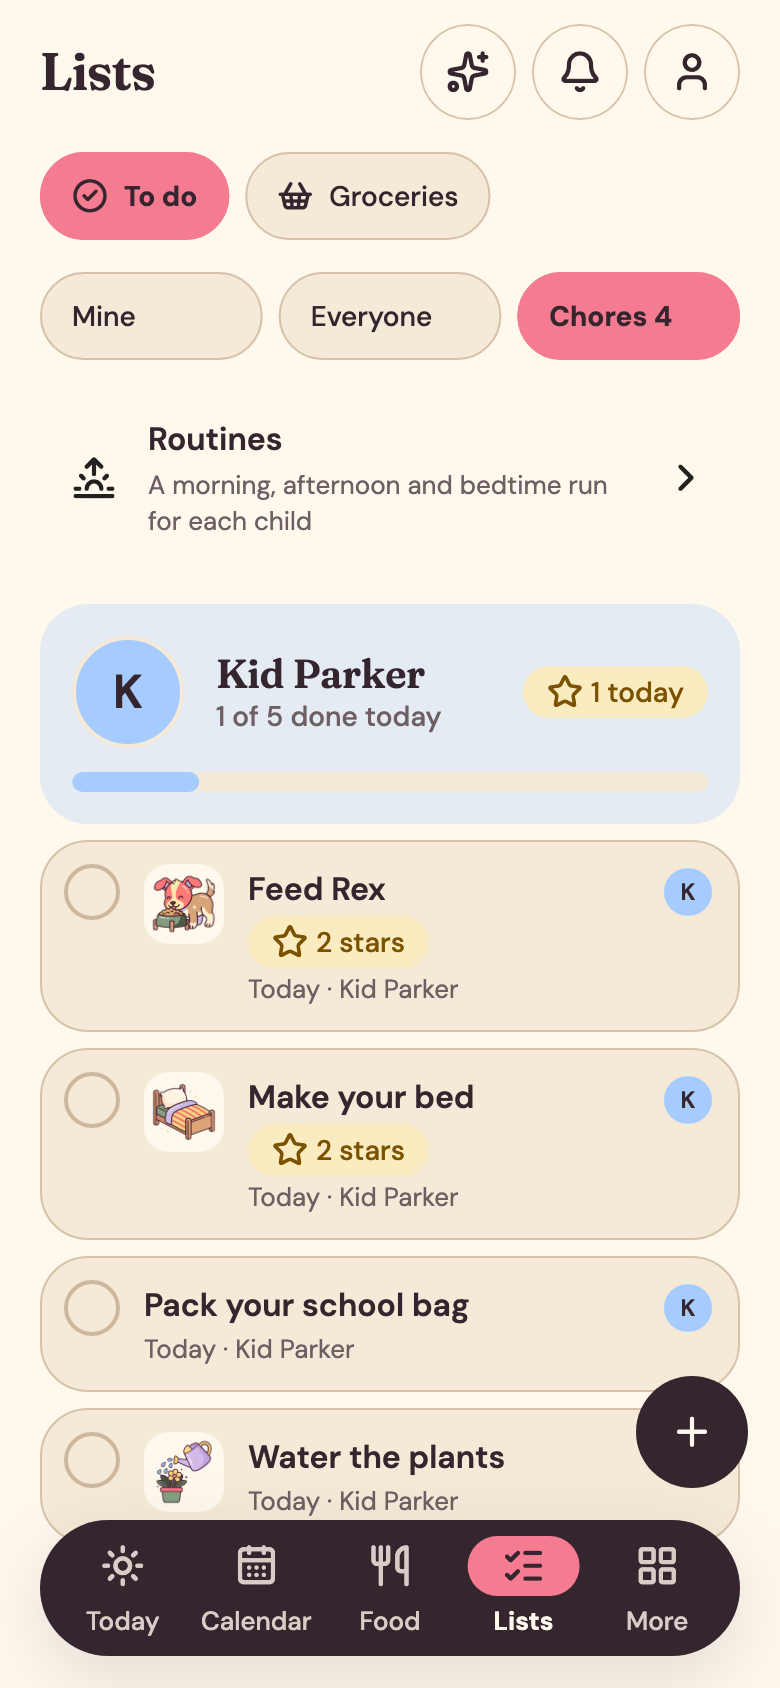 Lists
To do
Groceries
Mine
Everyone
Chores 4
Routines
A morning, afternoon and bedtime run
for each child
K
Kid Parker
1 of 5 done today
1 today
Feed Rex
K
2 stars
Today · Kid Parker
Make your bed
K
2 stars
Today · Kid Parker
Pack your school bag
K
Today · Kid Parker
Water the plants
Today · Kid Parker
Today
Calendar
Food
Lists
More